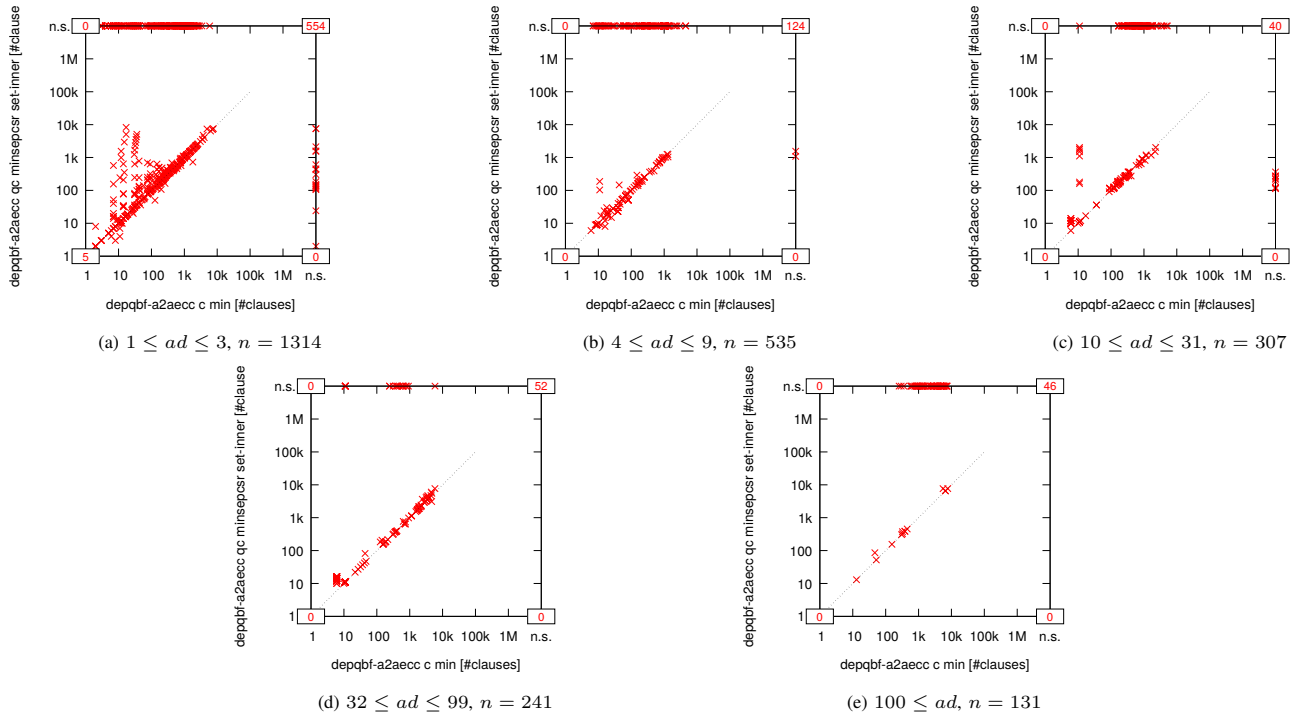 depqbf-a2aecc qc minsepcsr set-inner [#clause
n.s.
1M
100k
10k
1k
100
10
1
0
554
5
0
1 10 100 1k 10k 100k 1M n.s.
depqbf-a2aecc c min [#clauses]
(a) 1 ≤ ad ≤ 3, n = 1314
depqbf-a2aecc qc minsepcsr set-inner [#clause
n.s.
1M
100k
10k
1k
100
10
1
0
124
0
0
1 10 100 1k 10k 100k 1M n.s.
depqbf-a2aecc c min [#clauses]
(b) 4 ≤ ad ≤ 9, n = 535
depqbf-a2aecc qc minsepcsr set-inner [#clause
n.s.
1M
100k
10k
1k
100
10
1
0
40
0
0
1 10 100 1k 10k 100k 1M n.s.
depqbf-a2aecc c min [#clauses]
(c) 10 ≤ ad ≤ 31, n = 307
depqbf-a2aecc qc minsepcsr set-inner [#clause
n.s.
1M
100k
10k
1k
100
10
1
0
52
0
0
1 10 100 1k 10k 100k 1M n.s.
depqbf-a2aecc c min [#clauses]
(d) 32 ≤ ad ≤ 99, n = 241
depqbf-a2aecc qc minsepcsr set-inner [#clause
n.s.
1M
100k
10k
1k
100
10
1
0
46
0
0
1 10 100 1k 10k 100k 1M n.s.
depqbf-a2aecc c min [#clauses]
(e) 100 ≤ ad, n = 131